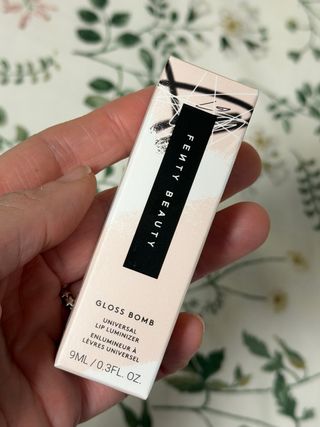 FENTY BEAUTY
GLOSS BOMB
UNIVERSAL
LIP LUMINIZER
ENLUMINEUR À
LÈVRES UNIVERSEL
9ML / 0.3FL. OZ.